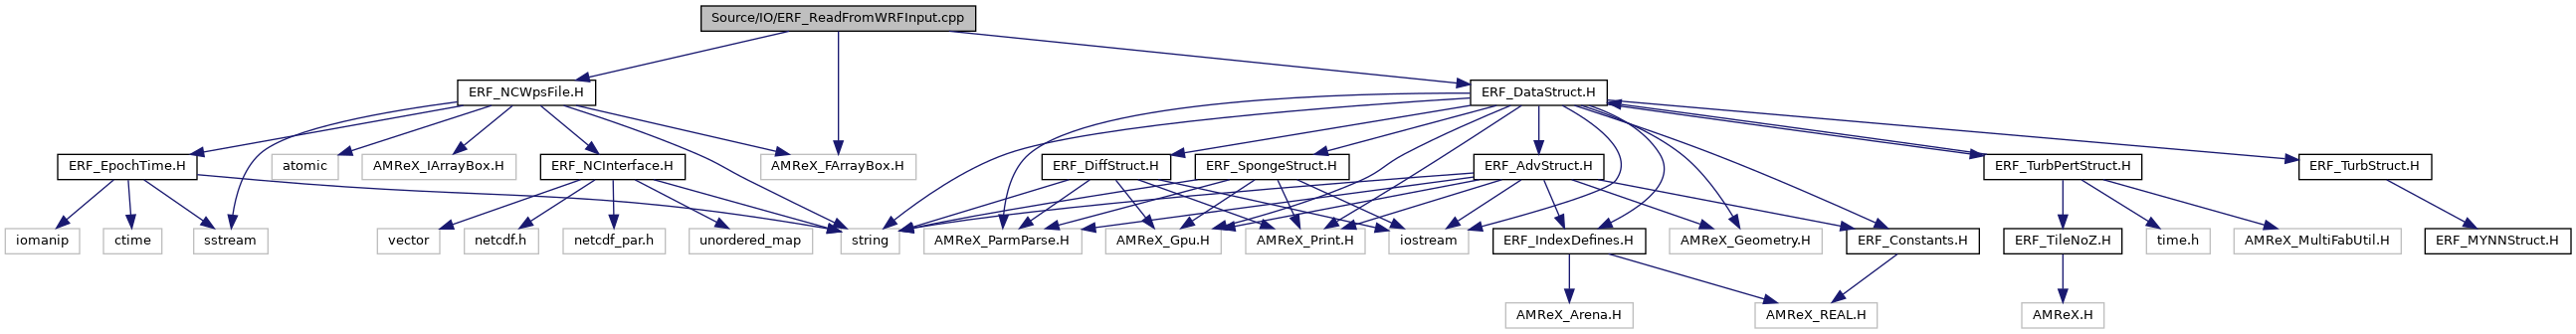 Source/IO/ERF_ReadFromWRFInput.cpp
ERF_NCWpsFile.H
ERF_DataStruct.H
ERF_EpochTime.H
atomic
AMReX_IArrayBox.H
ERF_NCInterface.H
AMReX_FArrayBox.H
ERF_DiffStruct.H
ERF_SpongeStruct.H
ERF_AdvStruct.H
ERF_TurbPertStruct.H
ERF_TurbStruct.H
iomanip
ctime
sstream
vector
netcdf.h
netcdf_par.h
unordered_map
string
AMReX_ParmParse.H
AMReX_Gpu.H
AMReX_Print.H
iostream
ERF_IndexDefines.H
AMReX_Geometry.H
ERF_Constants.H
ERF_TileNoZ.H
time.h
AMReX_MultiFabUtil.H
ERF_MYNNStruct.H
AMReX_Arena.H
AMReX_REAL.H
AMReX.H